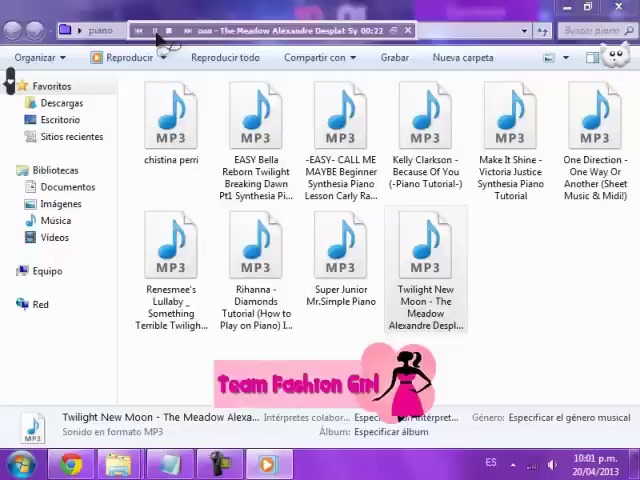 piano
oon - The Meadow Alexandre Desplat Sy 00:22
Buscar piano
Organizar
Reproducir
Reproducir todo
Compartir con
Grabar
Nueva carpeta
Favoritos
Descargas
Escritorio
Sitios recientes
Bibliotecas
Documentos
Imágenes
Música
Vídeos
Equipo
Red
MP3
chistina perri
MP3
EASY Bella
Reborn Twilight
Breaking Dawn
Pt1 Synthesia Pi...
MP3
-EASY- CALL ME
MAYBE Beginner
Synthesia Piano
Lesson Carly Ra...
MP3
Kelly Clarkson -
Because Of You
(-Piano Tutorial-)
MP3
Make It Shine -
Victoria Justice
Synthesia Piano
Tutorial
MP3
One Direction -
One Way Or
Another (Sheet
Music & Midi!)
MP3
Renesmee's
Lullaby _
Something
Terrible Twiligh...
MP3
Rihanna -
Diamonds
Tutorial (How to
Play on Piano) I...
MP3
Super Junior
Mr.Simple Piano
MP3
Twilight New
Moon - The
Meadow
Alexandre Despl...
Team Fashion Girl
MP3
Twilight New Moon - The Meadow Alexa...
Sonido en formato MP3
Intérpretes colabor...
Álbum: Especificar álbum
Género: Especificar el género musical
ES
10:01 p.m.
20/04/2013